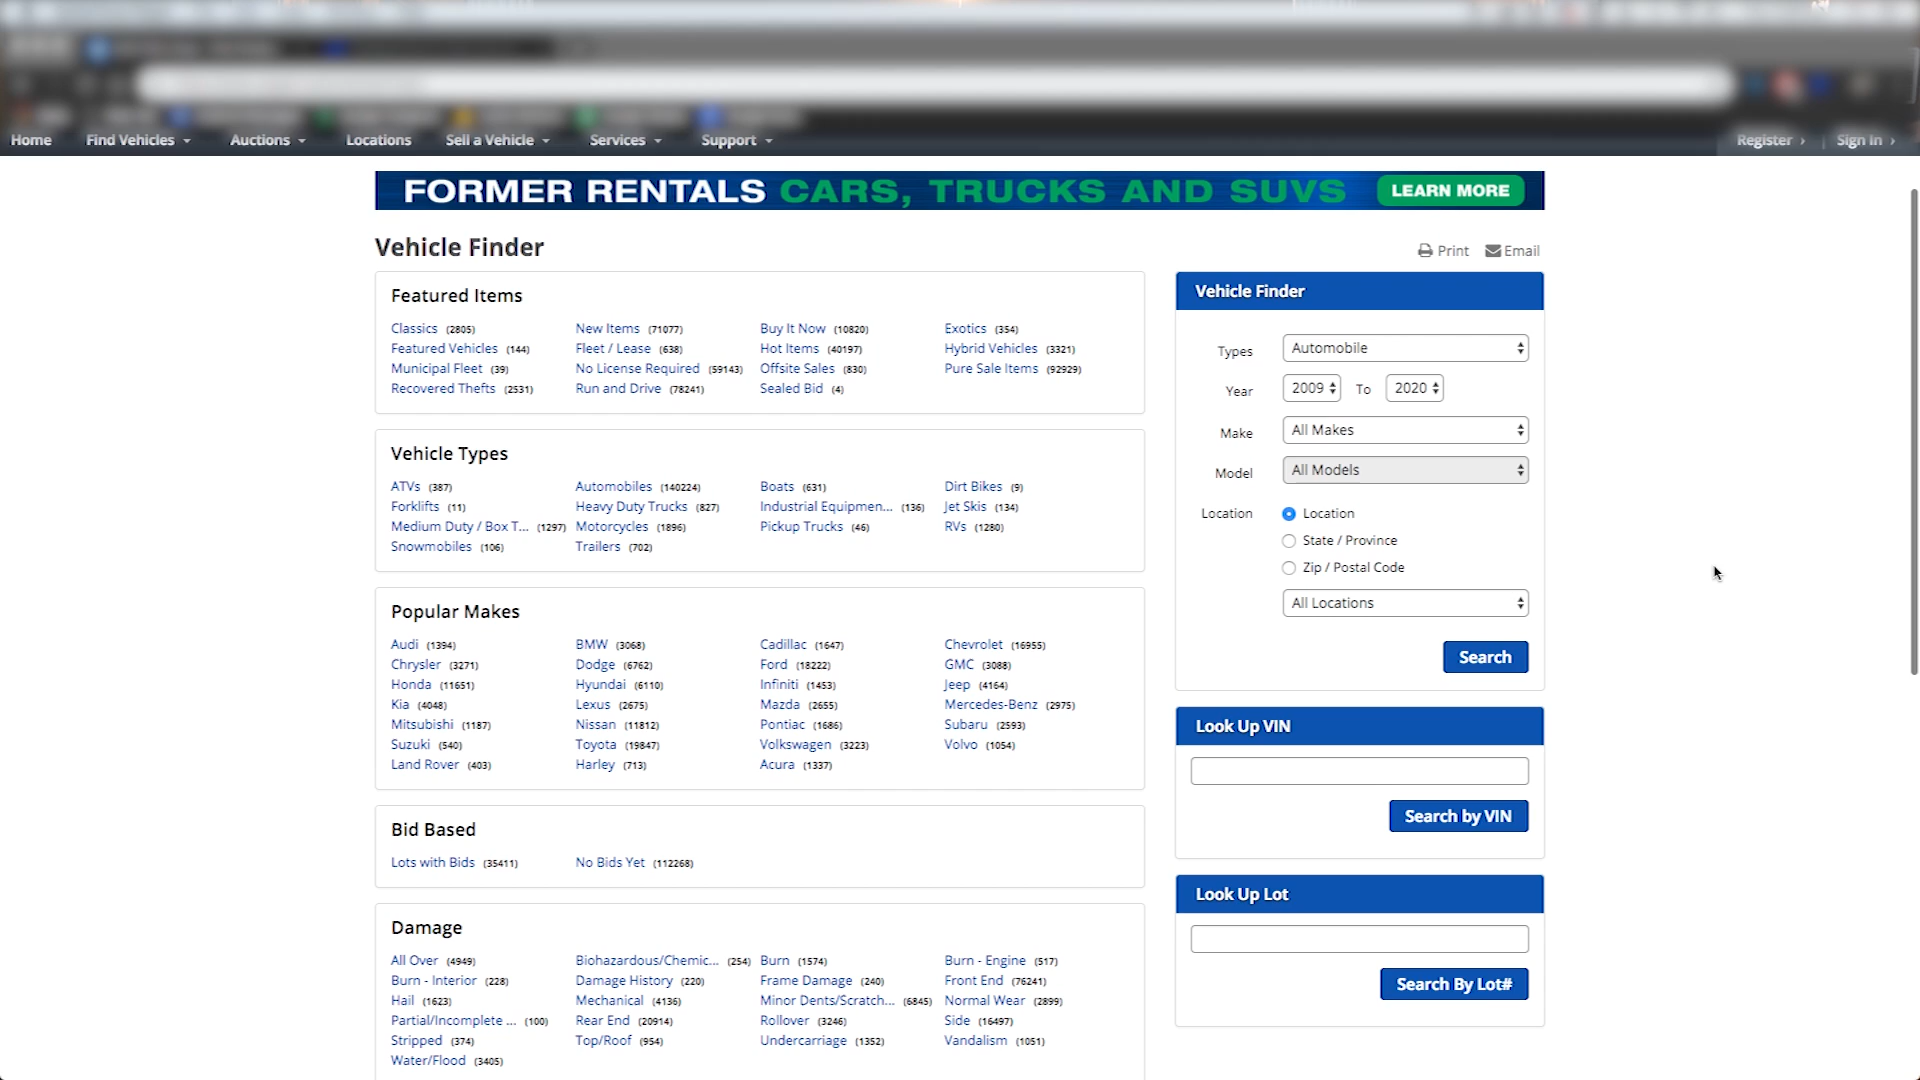 Home Find Vehicles Auctions Locations Sell a Vehicle Services Support Register Sign In
FORMER RENTALS CARS, TRUCKS AND SUVS LEARN MORE
Vehicle Finder
Print Email
Featured Items
Classics (2805) New Items (71077) Buy It Now (10820) Exotics (354)
Featured Vehicles (144) Fleet / Lease (638) Hot Items (40197) Hybrid Vehicles (3321)
Municipal Fleet (39) No License Required (59143) Offsite Sales (830) Pure Sale Items (92929)
Recovered Thefts (2531) Run and Drive (78241) Sealed Bid (4)
Vehicle Types
ATVs (387) Automobiles (140224) Boats (631) Dirt Bikes (9)
Forklifts (11) Heavy Duty Trucks (827) Industrial Equipmen... (136) Jet Skis (134)
Medium Duty / Box T... (1297) Motorcycles (1896) Pickup Trucks (46) RVs (1280)
Snowmobiles (106) Trailers (702)
Popular Makes
Audi (1394) BMW (3068) Cadillac (1647) Chevrolet (16955)
Chrysler (3271) Dodge (6762) Ford (18222) GMC (3088)
Honda (11651) Hyundai (6110) Infiniti (1453) Jeep (4164)
Kia (4048) Lexus (2675) Mazda (2655) Mercedes-Benz (2975)
Mitsubishi (1187) Nissan (11812) Pontiac (1686) Subaru (2593)
Suzuki (540) Toyota (19847) Volkswagen (3223) Volvo (1054)
Land Rover (403) Harley (713) Acura (1337)
Bid Based
Lots with Bids (35411) No Bids Yet (112268)
Damage
All Over (4949) Biohazardous/Chemic... (254) Burn (1574) Burn - Engine (517)
Burn - Interior (228) Damage History (220) Frame Damage (240) Front End (76241)
Hail (1623) Mechanical (4136) Minor Dents/Scratch... (6845) Normal Wear (2899)
Partial/Incomplete ... (100) Rear End (20914) Rollover (3246) Side (16497)
Stripped (374) Top/Roof (954) Undercarriage (1352) Vandalism (1051)
Water/Flood (3405)
Vehicle Finder
Types Automobile
Year 2009 To 2020
Make All Makes
Model All Models
Location Location
State / Province
Zip / Postal Code
All Locations
Search
Look Up VIN
Search by VIN
Look Up Lot
Search By Lot#